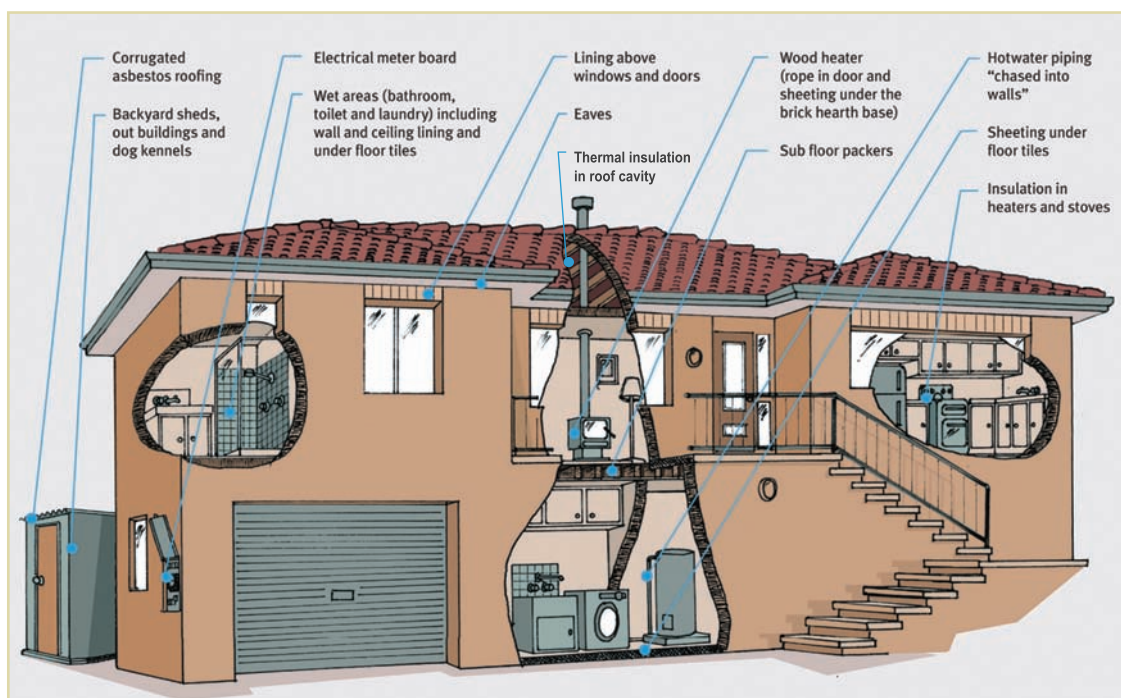 Corrugated
asbestos roofing
Backyard sheds,
out buildings and
dog kennels
Electrical meter board
Wet areas (bathroom,
toilet and laundry) including
wall and ceiling lining and
under floor tiles
Lining above
windows and doors
Eaves
Thermal insulation
in roof cavity
Wood heater
(rope in door and
sheeting under the
brick hearth base)
Sub floor packers
Hotwater piping
“chased into
walls”
Sheeting under
floor tiles
Insulation in
heaters and stoves